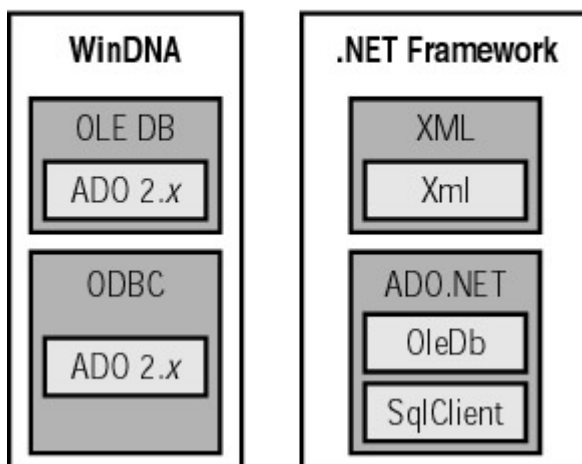 WinDNA
OLE DB
ADO 2.x
ODBC
ADO 2.x
.NET Framework
XML
Xml
ADO.NET
OleDb
SqlClient